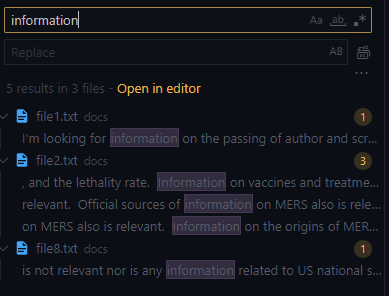 information
Aa ab, .*
Replace
AB
...
5 results in 3 files - Open in editor
file1.txt docs 1
I'm looking for information on the passing of author and scr...
file2.txt docs 3
, and the lethality rate. Information on vaccines and treatme...
relevant. Official sources of information on MERS also is rele...
on MERS also is relevant. Information on the origins of MER...
file8.txt docs 1
is not relevant nor is any information related to US national s...